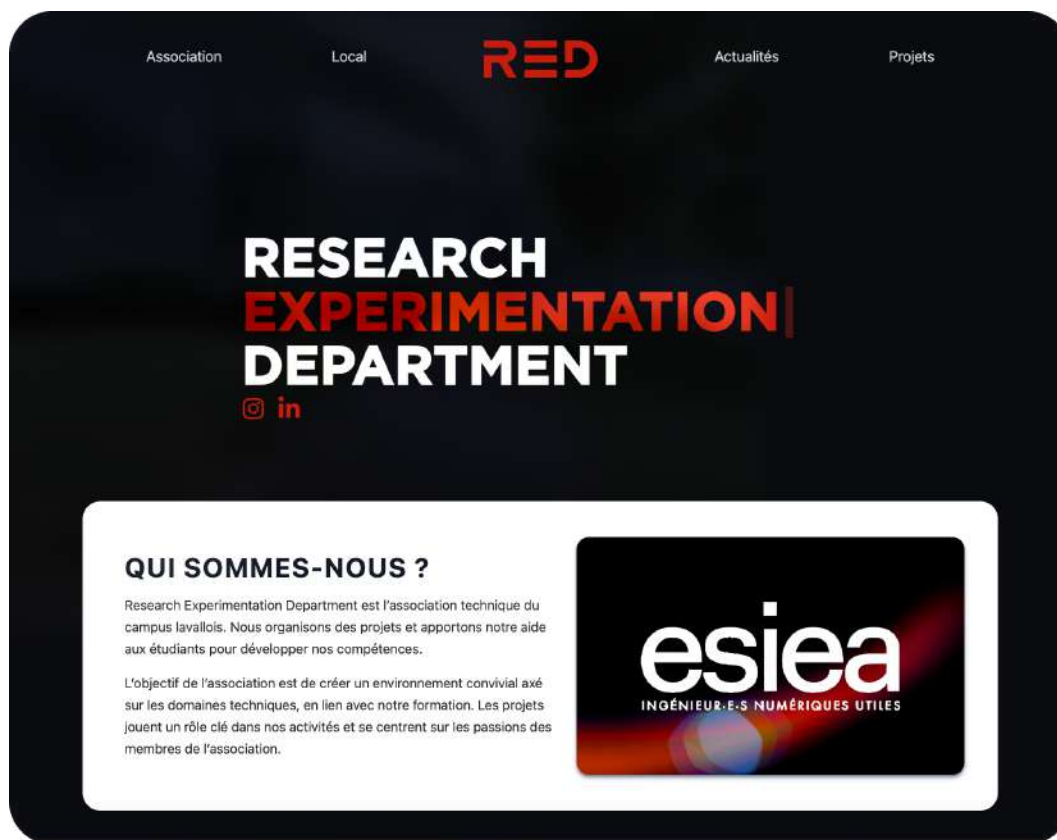 Association Local RED Actualités Projets
RESEARCH
EXPERIMENTATION
DEPARTMENT
in
QUI SOMMES-NOUS ?
Research Experimentation Department est l'association technique du
campus lavallois. Nous organisons des projets et apportons notre aide
aux étudiants pour développer nos compétences.
L'objectif de l'association est de créer un environnement convivial axé
sur les domaines techniques, en lien avec notre formation. Les projets
jouent un rôle clé dans nos activités et se centrent sur les passions des
membres de l'association.
esiea
INGÉNIEUR·E·S NUMÉRIQUES UTILES